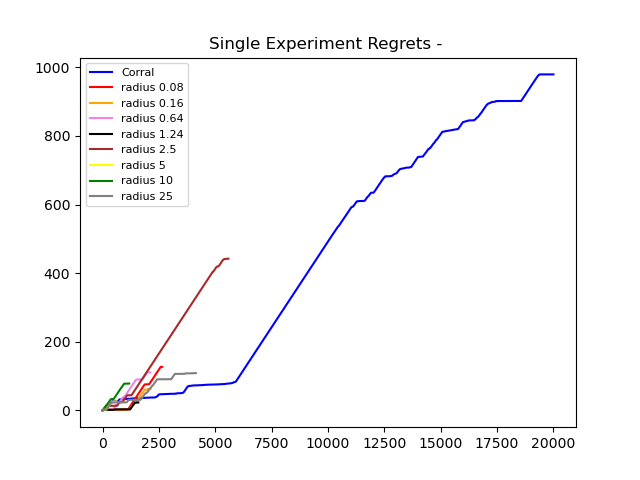 Single Experiment Regrets -
1000
800
600
400
200
0
Corral
radius 0.08
radius 0.16
radius 0.64
radius 1.24
radius 2.5
radius 5
radius 10
radius 25
0 2500 5000 7500 10000 12500 15000 17500 20000